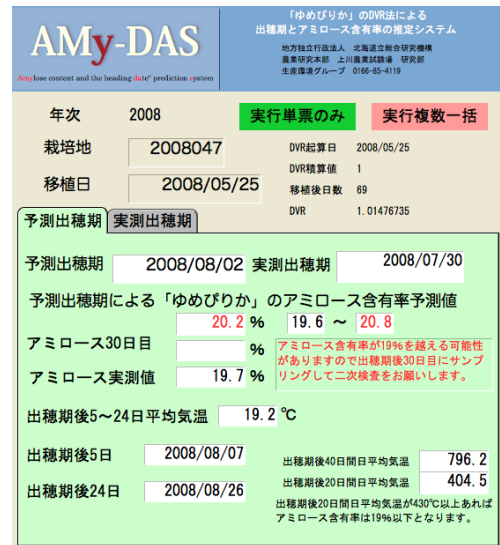 AMy-DAS
Amylose content and the heading date" prediction system
「ゆめぴりか」のDVR法による
出穂期とアミロース含有率の推定システム
地方独立行政法人 北海道立総合研究機構
農業研究本部 上川農業試験場 研究部
生産環境グループ 0166-85-4119
年次 2008
実行単票のみ 実行複数一括
栽培地 2008047
移植日 2008/05/25
DVR起算日 2008/05/25
DVR積算値 1
移植後日数 69
DVR 1.01476735
予測出穂期 実測出穂期
予測出穂期 2008/08/02 実測出穂期 2008/07/30
予測出穂期による「ゆめぴりか」のアミロース含有率予測値
20.2 % 19.6 ~ 20.8
アミロース30日目 %
アミロース実測値 19.7 %
アミロース含有率が19%を越える可能性
がありますので出穂期後30日目にサンプ
リングして二次検査をお願いします。
出穂期後5~24日平均気温 19.2 ℃
出穂期後5日 2008/08/07
出穂期後24日 2008/08/26
出穂期後40日間日平均気温 796.2
出穂期後20日間日平均気温 404.5
出穂期後20日間日平均気温が430℃以上あれば
アミロース含有率は19%以下となります。